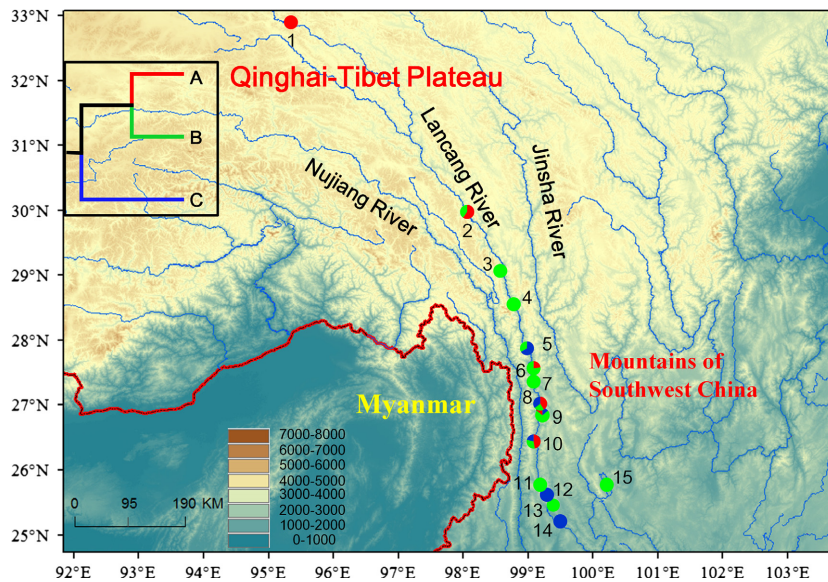 33°N
32°N
31°N
30°N
29°N
28°N
27°N
26°N
25°N
1
Qinghai-Tibet Plateau
A
B
C
Lancang River
Jinsha River
Nujiang River
2
3
4
5
6
7
8
9
10
11
12
13
14
15
Mountains of
Southwest China
Myanmar
7000-8000
6000-7000
5000-6000
4000-5000
3000-4000
2000-3000
1000-2000
0-1000
0 95 190 KM
92°E 93°E 94°E 95°E 96°E 97°E 98°E 99°E 100°E 101°E 102°E 103°E